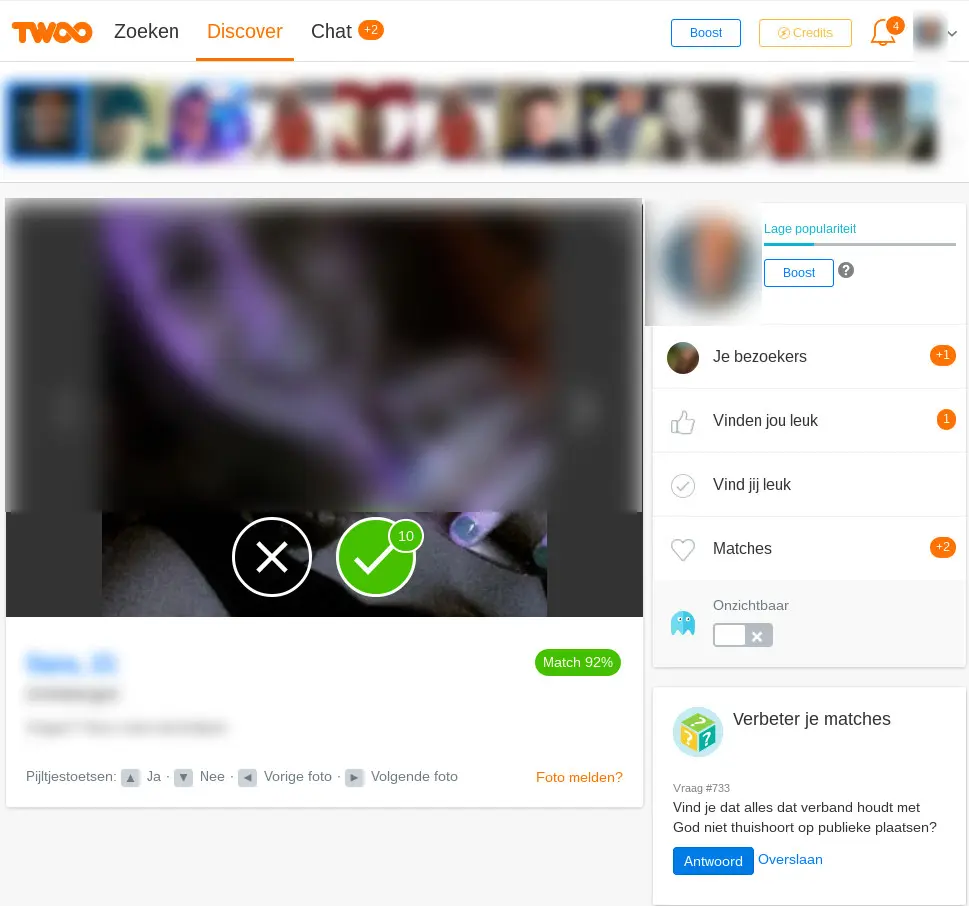 TWOO Zoeken Discover Chat +2 Boost Credits 4
Lage populariteit
Boost ?
Je bezoekers +1
Vinden jou leuk 1
Vind jij leuk
Matches +2
Onzichtbaar
10
Match 92%
Pijltjestoetsen: ▲ Ja · ▼ Nee · ◄ Vorige foto · ► Volgende foto Foto melden?
Verbeter je matches
Vraag #733
Vind je dat alles dat verband houdt met
God niet thuishoort op publieke plaatsen?
Antwoord Overslaan